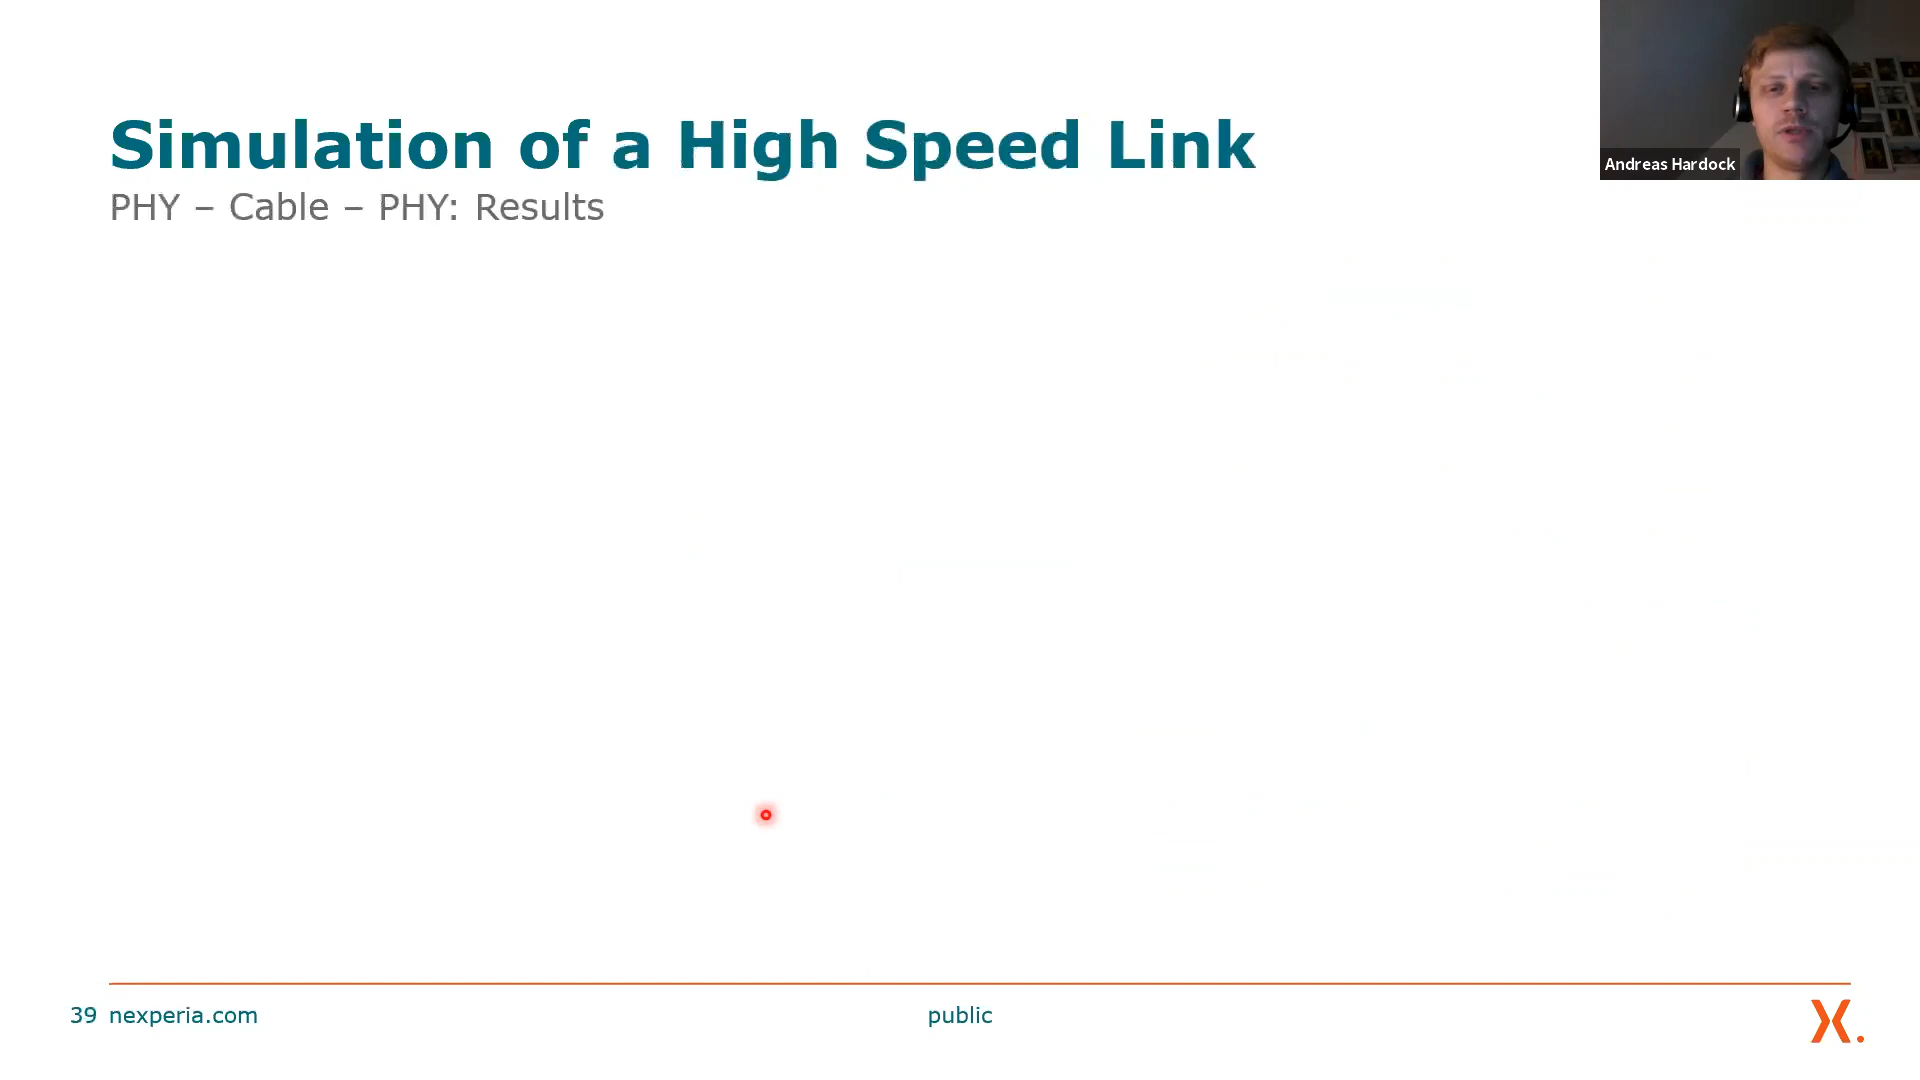 Simulation of a High Speed Link
PHY – Cable – PHY: Results
Andreas Hardock
39 nexperia.com
public